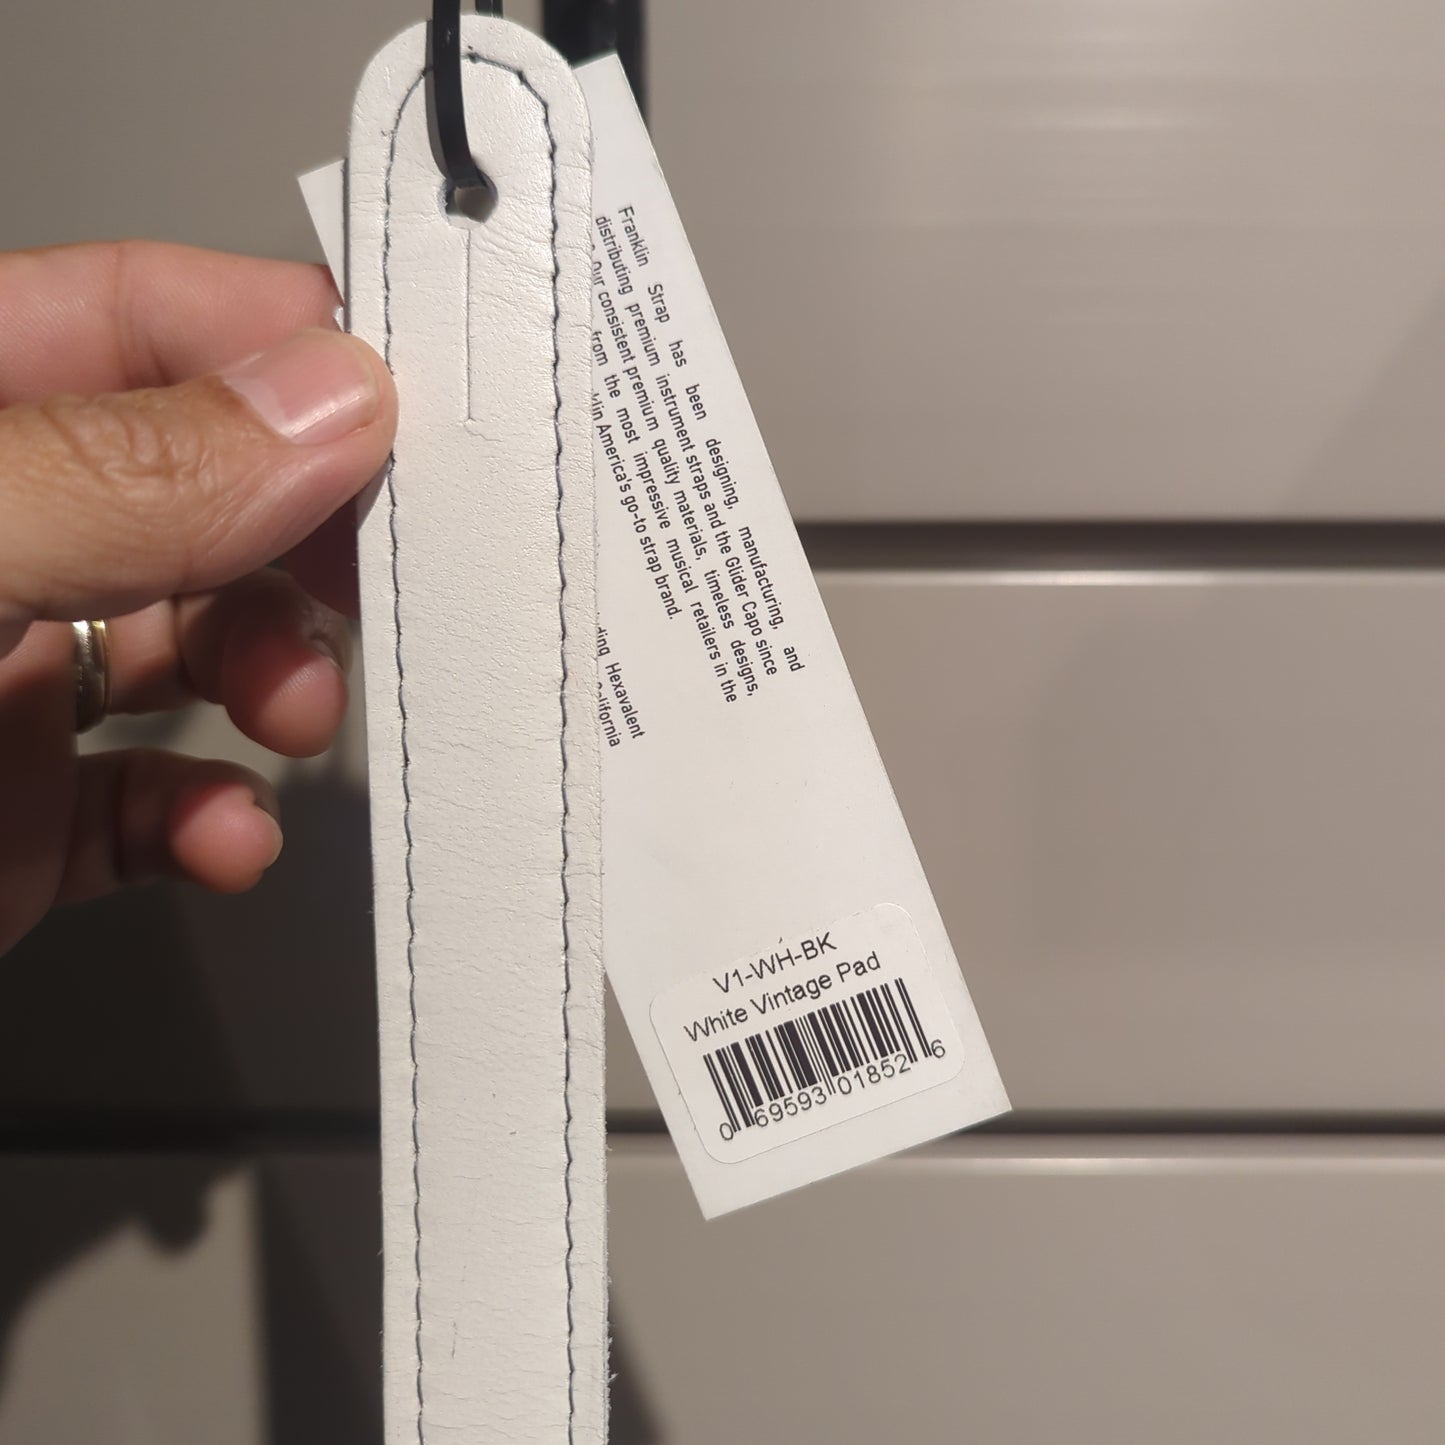 Franklin Strap has been designing, manufacturing, and
distributing premium instrument straps and the Glider Capo since
Our consistent premium quality materials, timeless designs,
from the most impressive musical retailers in the
America's go-to strap brand.
Hexavalent
California
V1-WH-BK
White Vintage Pad
0 69593 01852 6